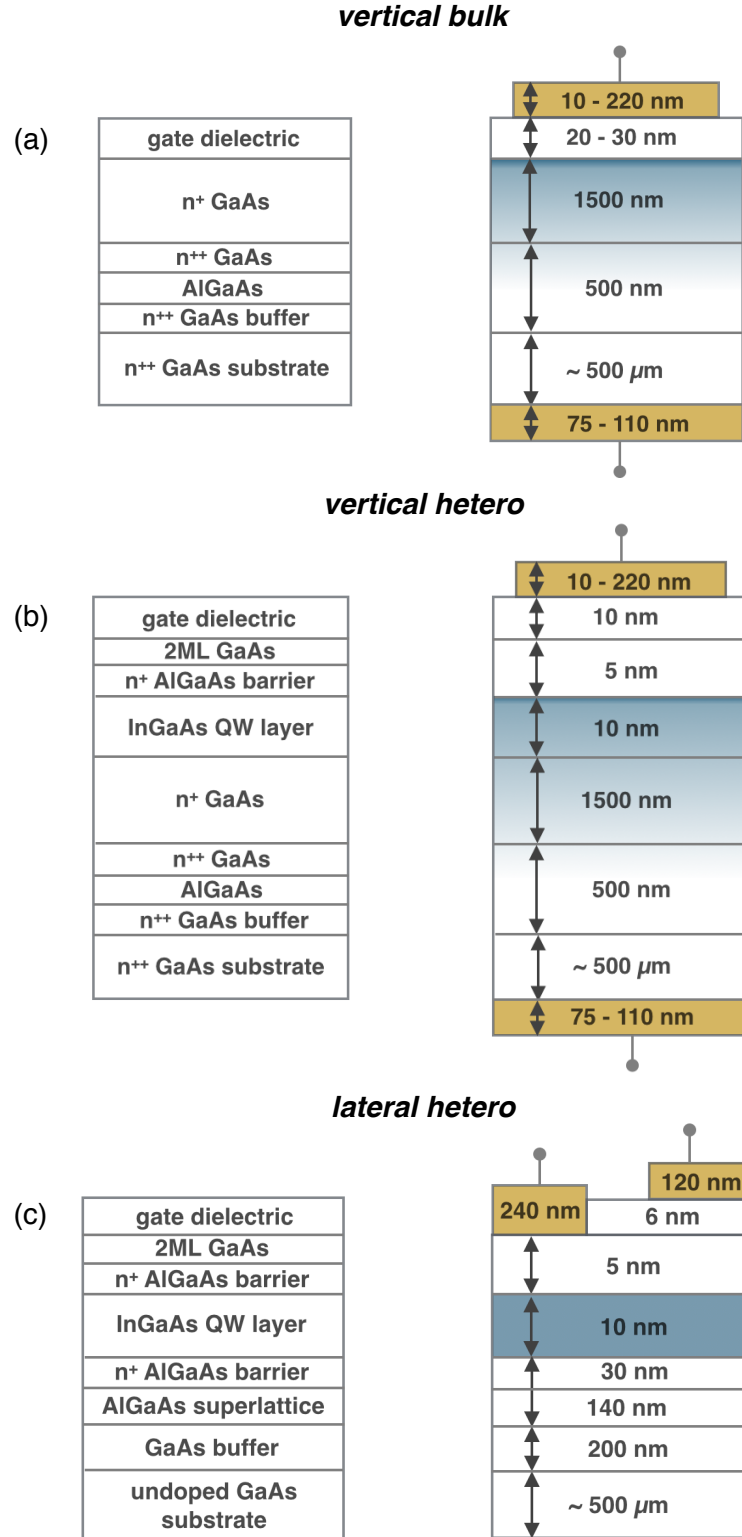 vertical bulk
(a)
gate dielectric
n⁺ GaAs
n⁺⁺ GaAs
AlGaAs
n⁺⁺ GaAs buffer
n⁺⁺ GaAs substrate
10 - 220 nm
20 - 30 nm
1500 nm
500 nm
~ 500 µm
75 - 110 nm
vertical hetero
(b)
gate dielectric
2ML GaAs
n⁺ AlGaAs barrier
InGaAs QW layer
n⁺ GaAs
n⁺⁺ GaAs
AlGaAs
n⁺⁺ GaAs buffer
n⁺⁺ GaAs substrate
10 - 220 nm
10 nm
5 nm
10 nm
1500 nm
500 nm
~ 500 µm
75 - 110 nm
lateral hetero
(c)
gate dielectric
2ML GaAs
n⁺ AlGaAs barrier
InGaAs QW layer
n⁺ AlGaAs barrier
AlGaAs superlattice
GaAs buffer
undoped GaAs
substrate
240 nm
120 nm
6 nm
5 nm
10 nm
30 nm
140 nm
200 nm
~ 500 µm